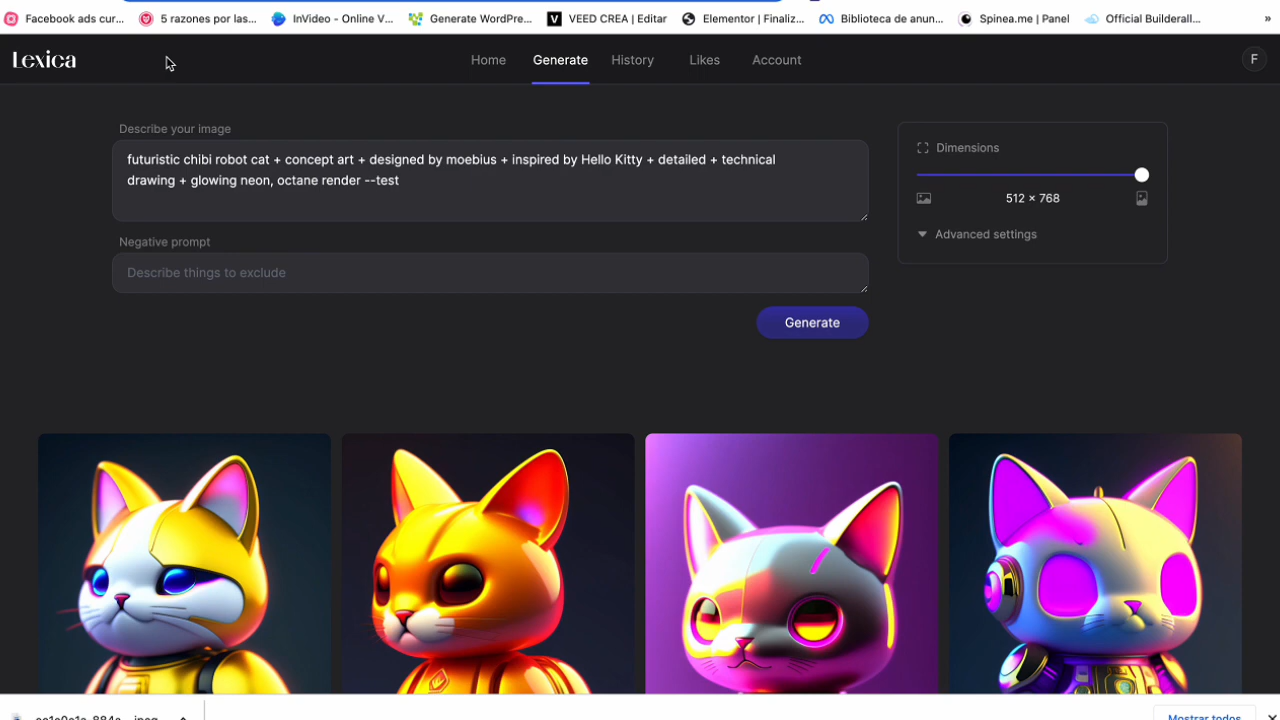 Facebook ads cur...
5 razones por las...
InVideo - Online V...
Generate WordPre...
VEED CREA | Editar
Elementor | Finaliz...
Biblioteca de anun...
Spinea.me | Panel
Official Builderall...
»
Lexica
Home
Generate
History
Likes
Account
F
Describe your image
futuristic chibi robot cat + concept art + designed by moebius + inspired by Hello Kitty + detailed + technical
drawing + glowing neon, octane render --test
Negative prompt
Describe things to exclude
Generate
Dimensions
512 × 768
Advanced settings
Mostrar todos